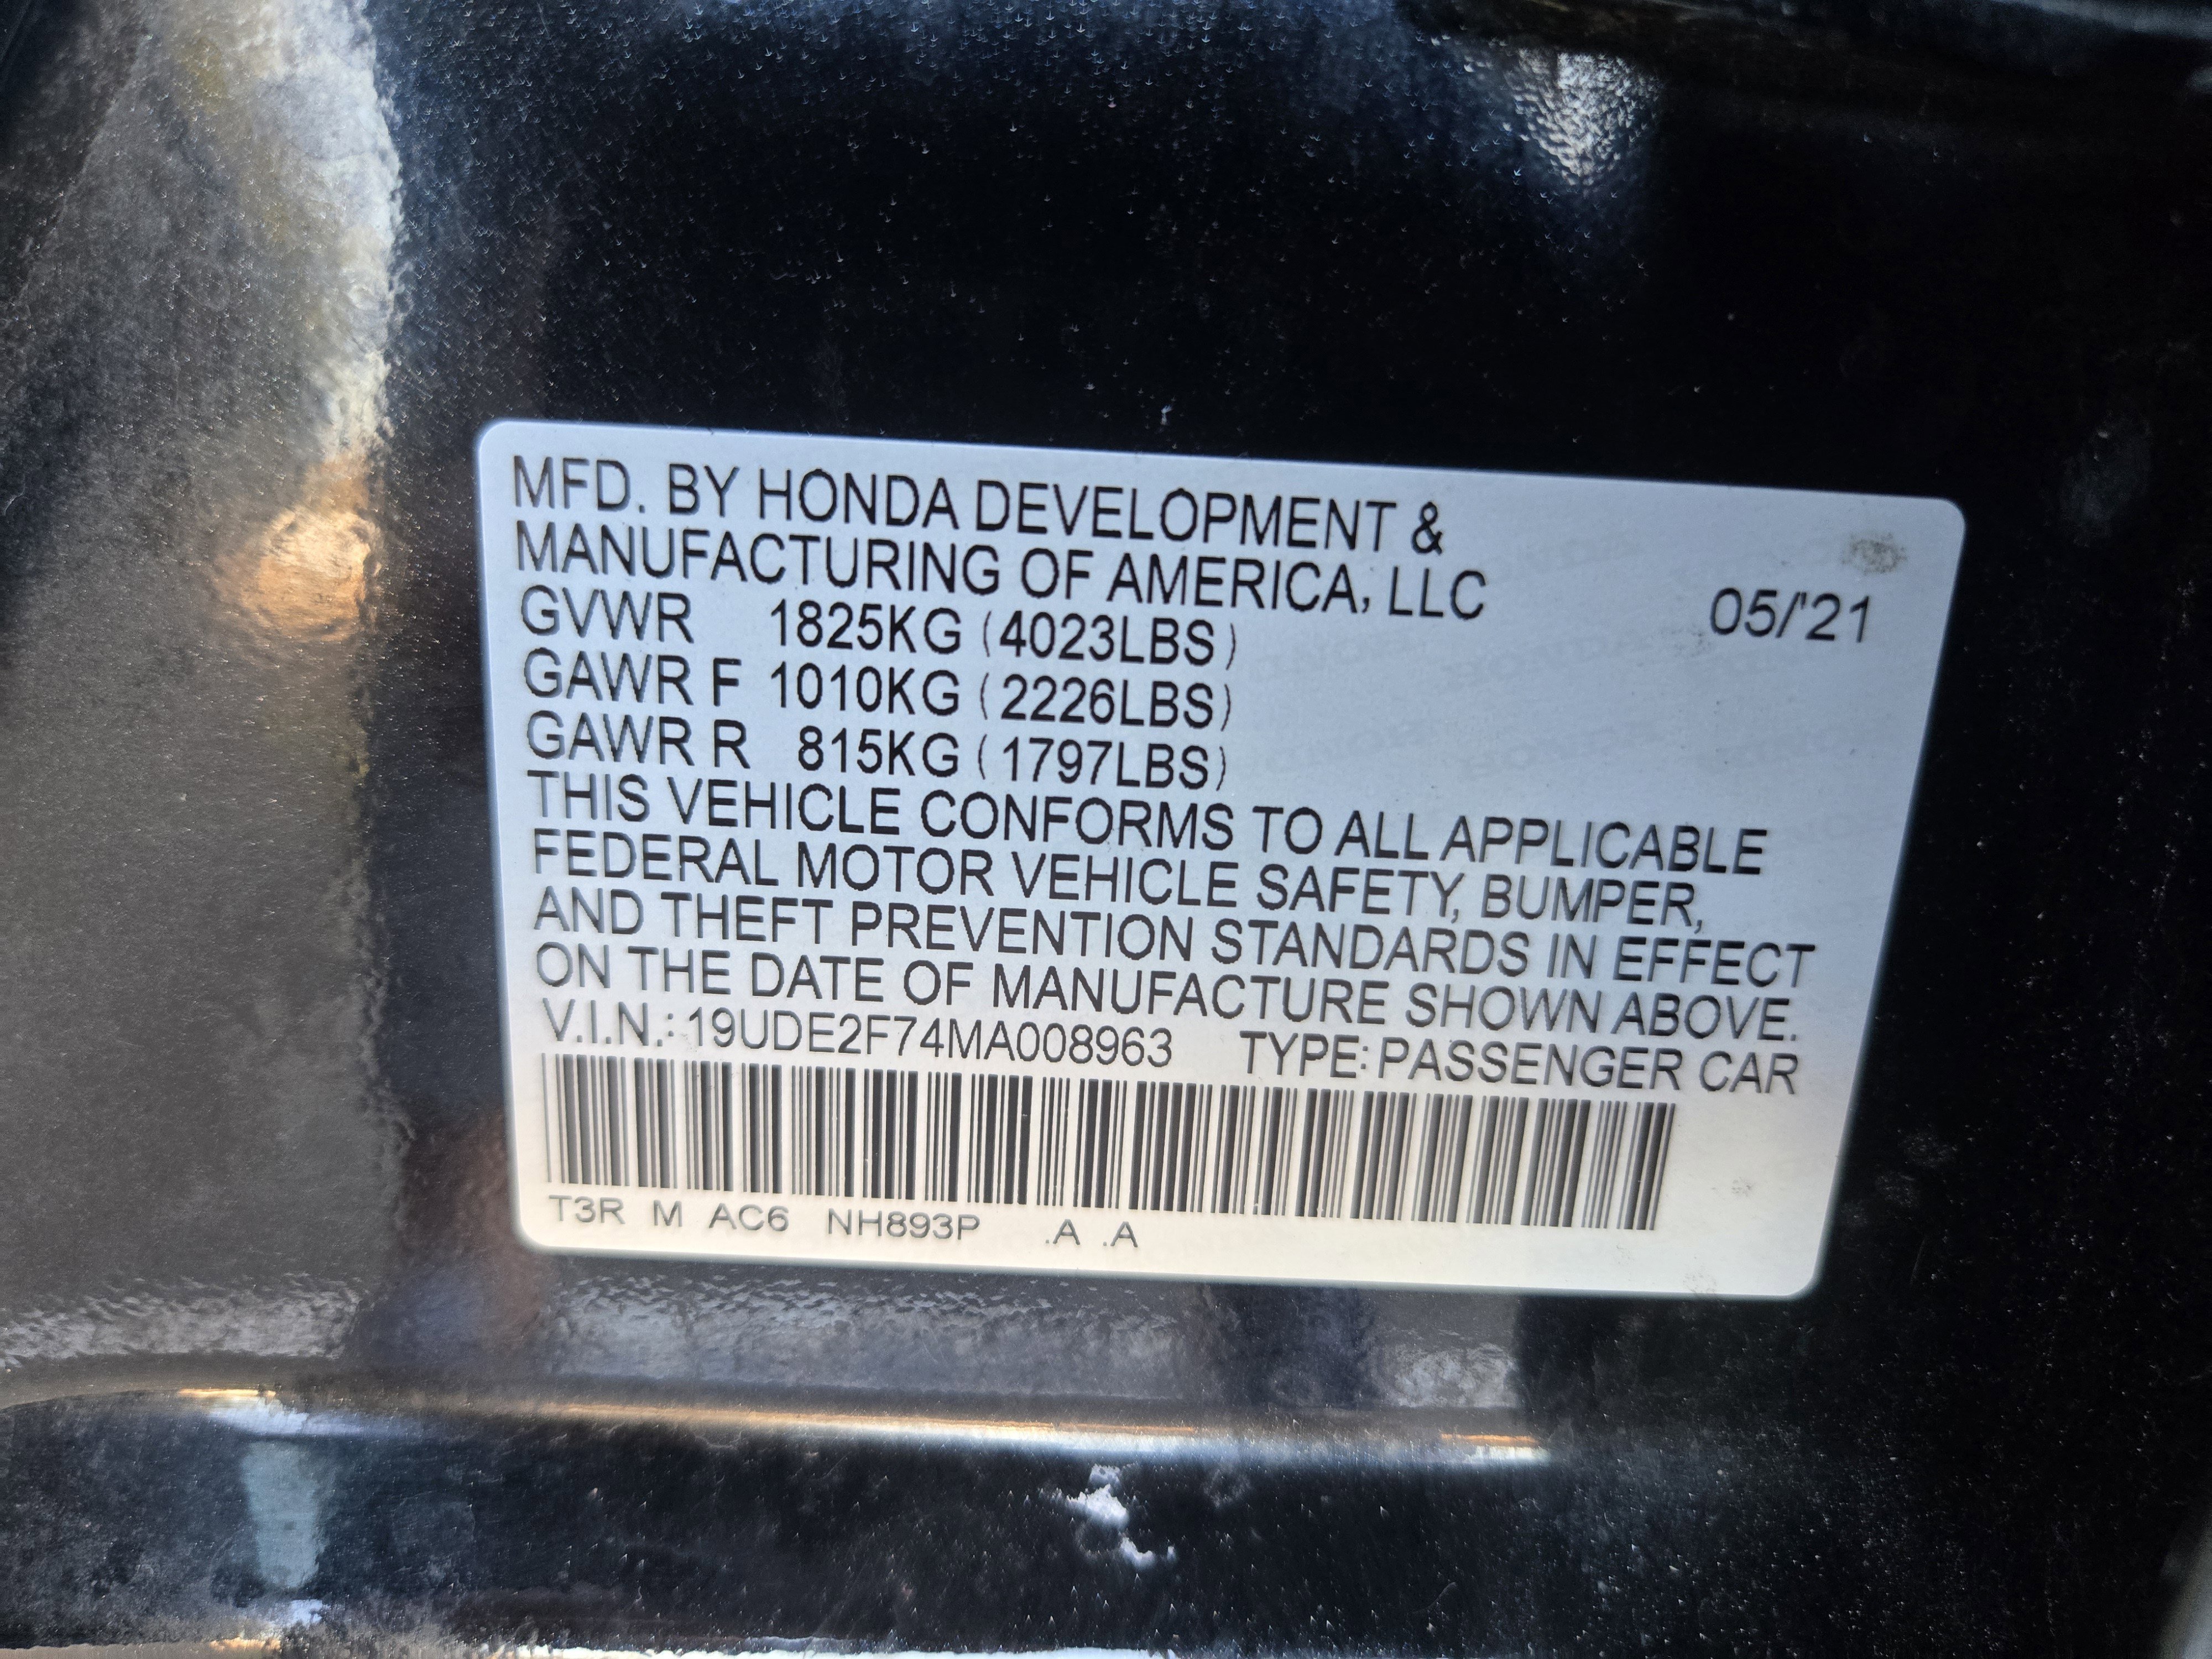 MFD. BY HONDA DEVELOPMENT &
MANUFACTURING OF AMERICA, LLC 05/'21
GVWR 1825KG (4023LBS)
GAWR F 1010KG (2226LBS)
GAWR R 815KG (1797LBS)
THIS VEHICLE CONFORMS TO ALL APPLICABLE
FEDERAL MOTOR VEHICLE SAFETY, BUMPER,
AND THEFT PREVENTION STANDARDS IN EFFECT
ON THE DATE OF MANUFACTURE SHOWN ABOVE.
V.I.N.: 19UDE2F74MA008963 TYPE: PASSENGER CAR
T3R M AC6 NH893P .A .A